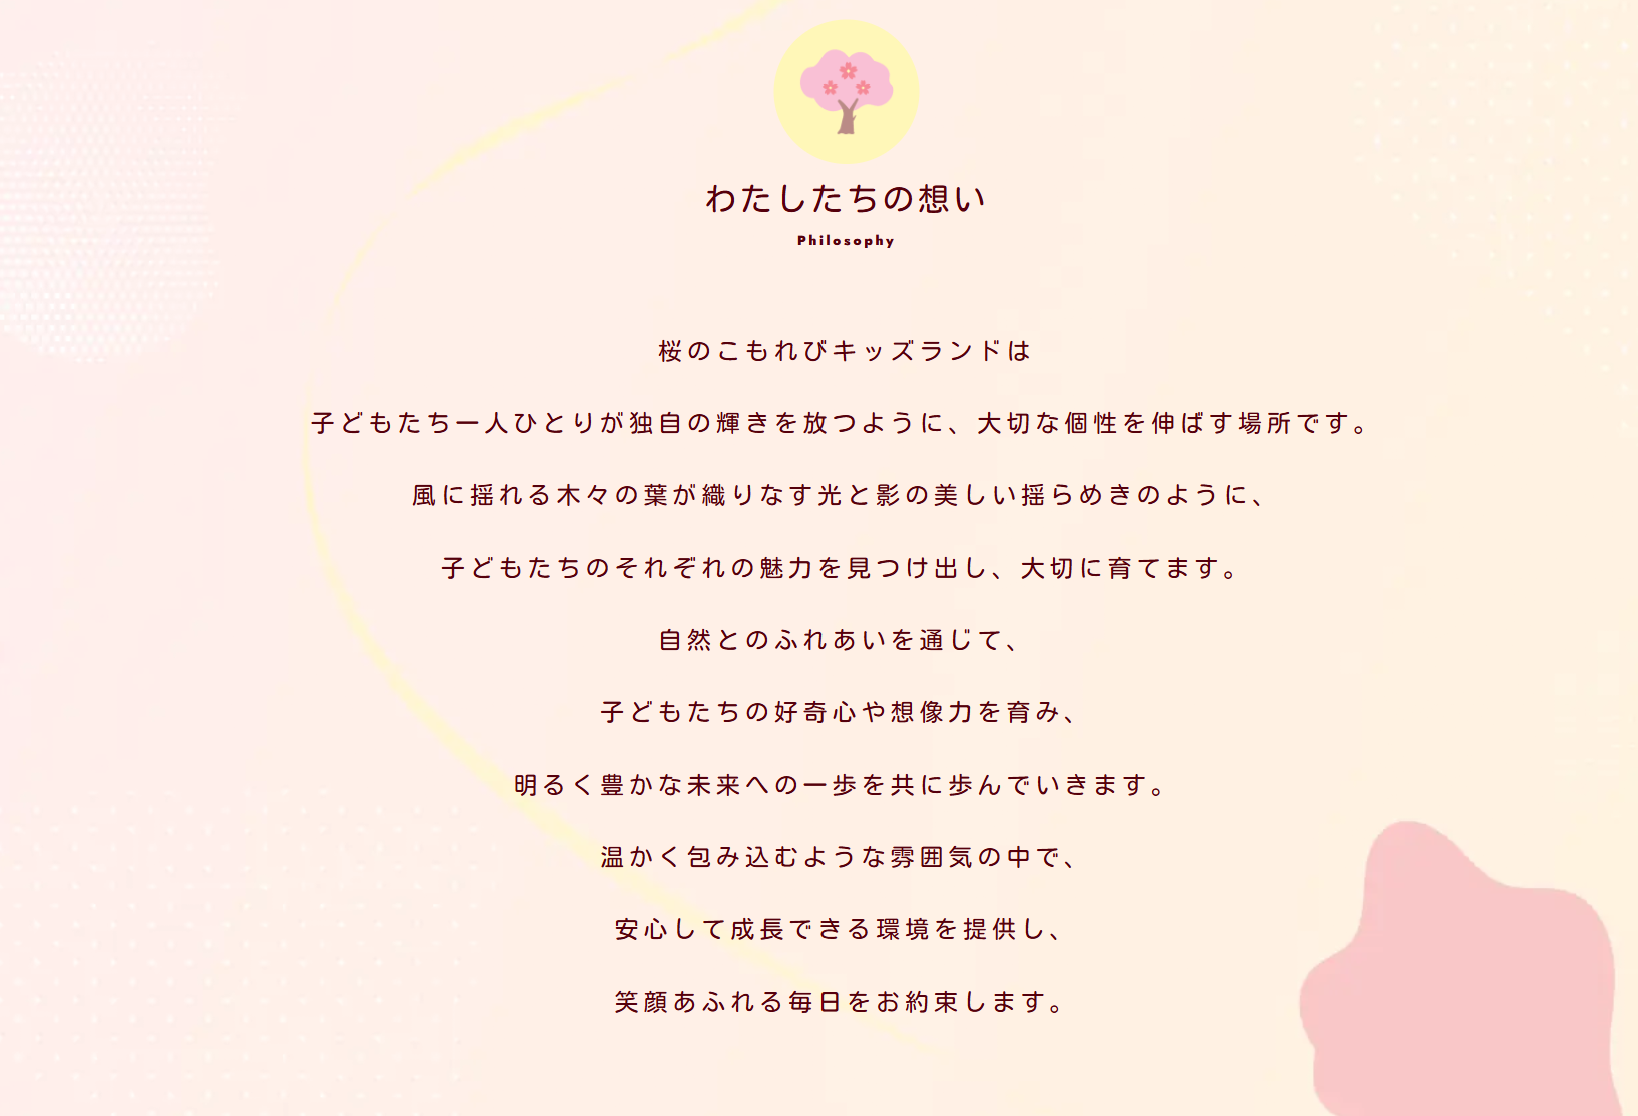 わたしたちの想い
Philosophy
桜のこもれびキッズランドは
子どもたち一人ひとりが独自の輝きを放つように、大切な個性を伸ばす場所です。
風に揺れる木々の葉が織りなす光と影の美しい揺らめきのように、
子どもたちのそれぞれの魅力を見つけ出し、大切に育てます。
自然とのふれあいを通じて、
子どもたちの好奇心や想像力を育み、
明るく豊かな未来への一歩を共に歩んでいきます。
温かく包み込むような雰囲気の中で、
安心して成長できる環境を提供し、
笑顔あふれる毎日をお約束します。